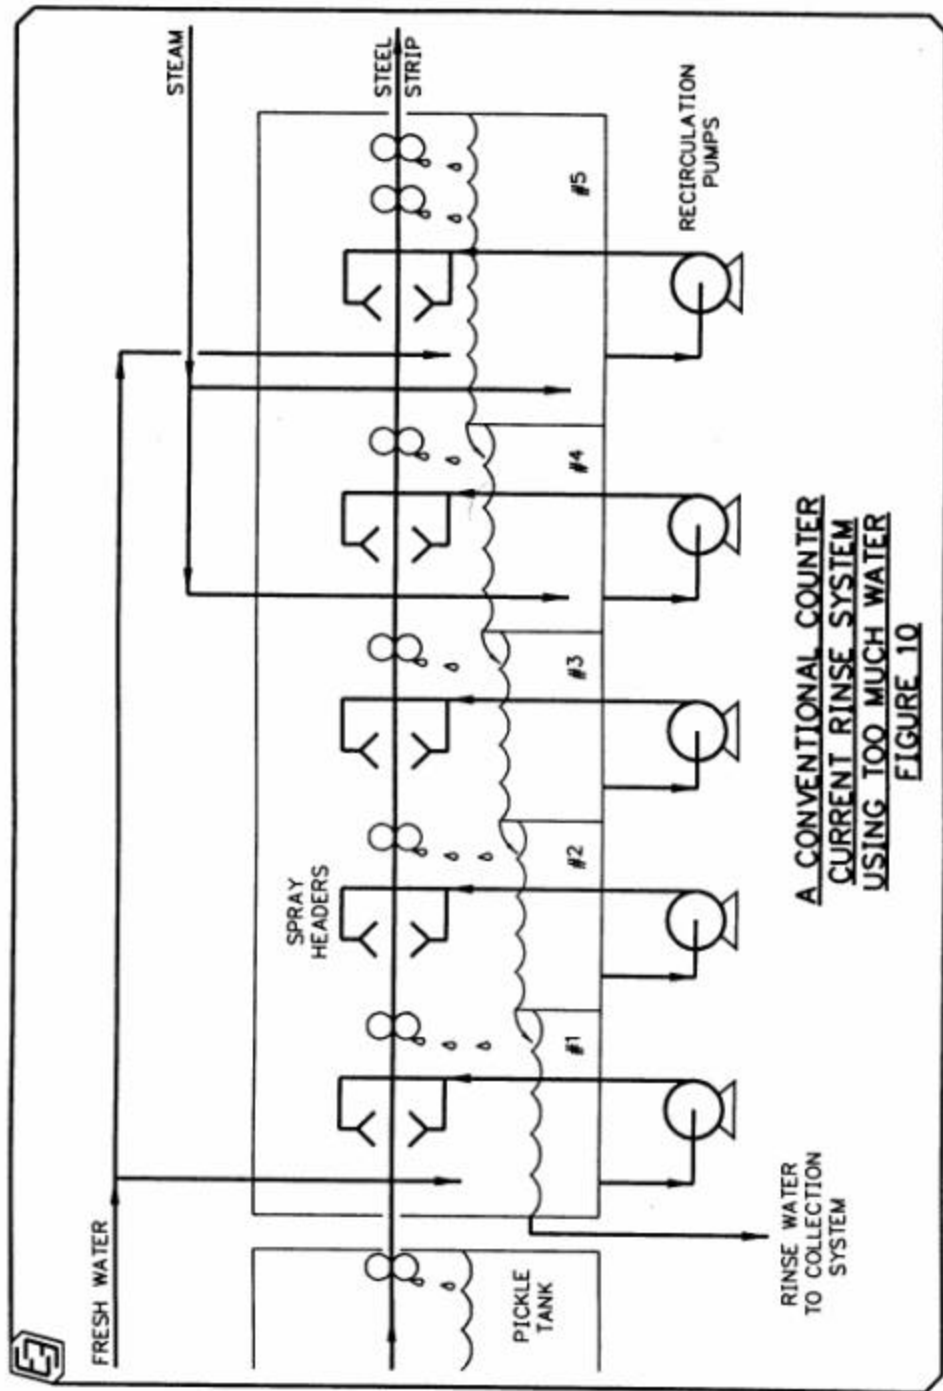 STEAM
STEEL
STRIP
FRESH WATER
SPRAY
HEADERS
#1
#2
#3
#4
#5
PICKLE
TANK
RINSE WATER
TO COLLECTION
SYSTEM
RECIRCULATION
PUMPS
A CONVENTIONAL COUNTER
CURRENT RINSE SYSTEM
USING TOO MUCH WATER
FIGURE 10